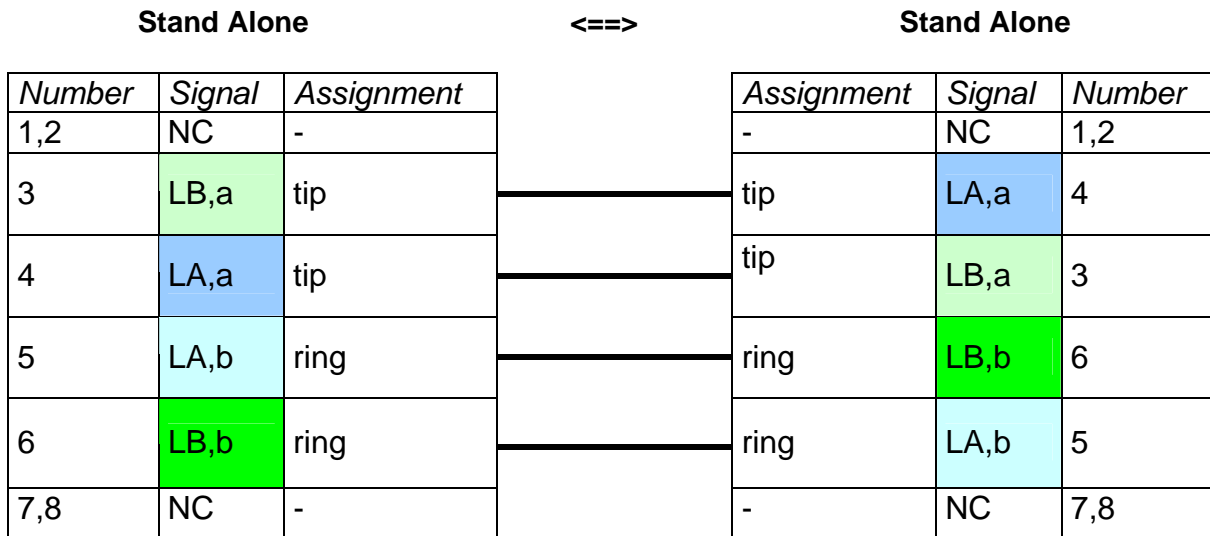 Stand Alone <==> Stand Alone
Number Signal Assignment Assignment Signal Number
1,2 NC - - NC 1,2
3 LB,a tip tip LA,a 4
4 LA,a tip tip LB,a 3
5 LA,b ring ring LB,b 6
6 LB,b ring ring LA,b 5
7,8 NC - - NC 7,8